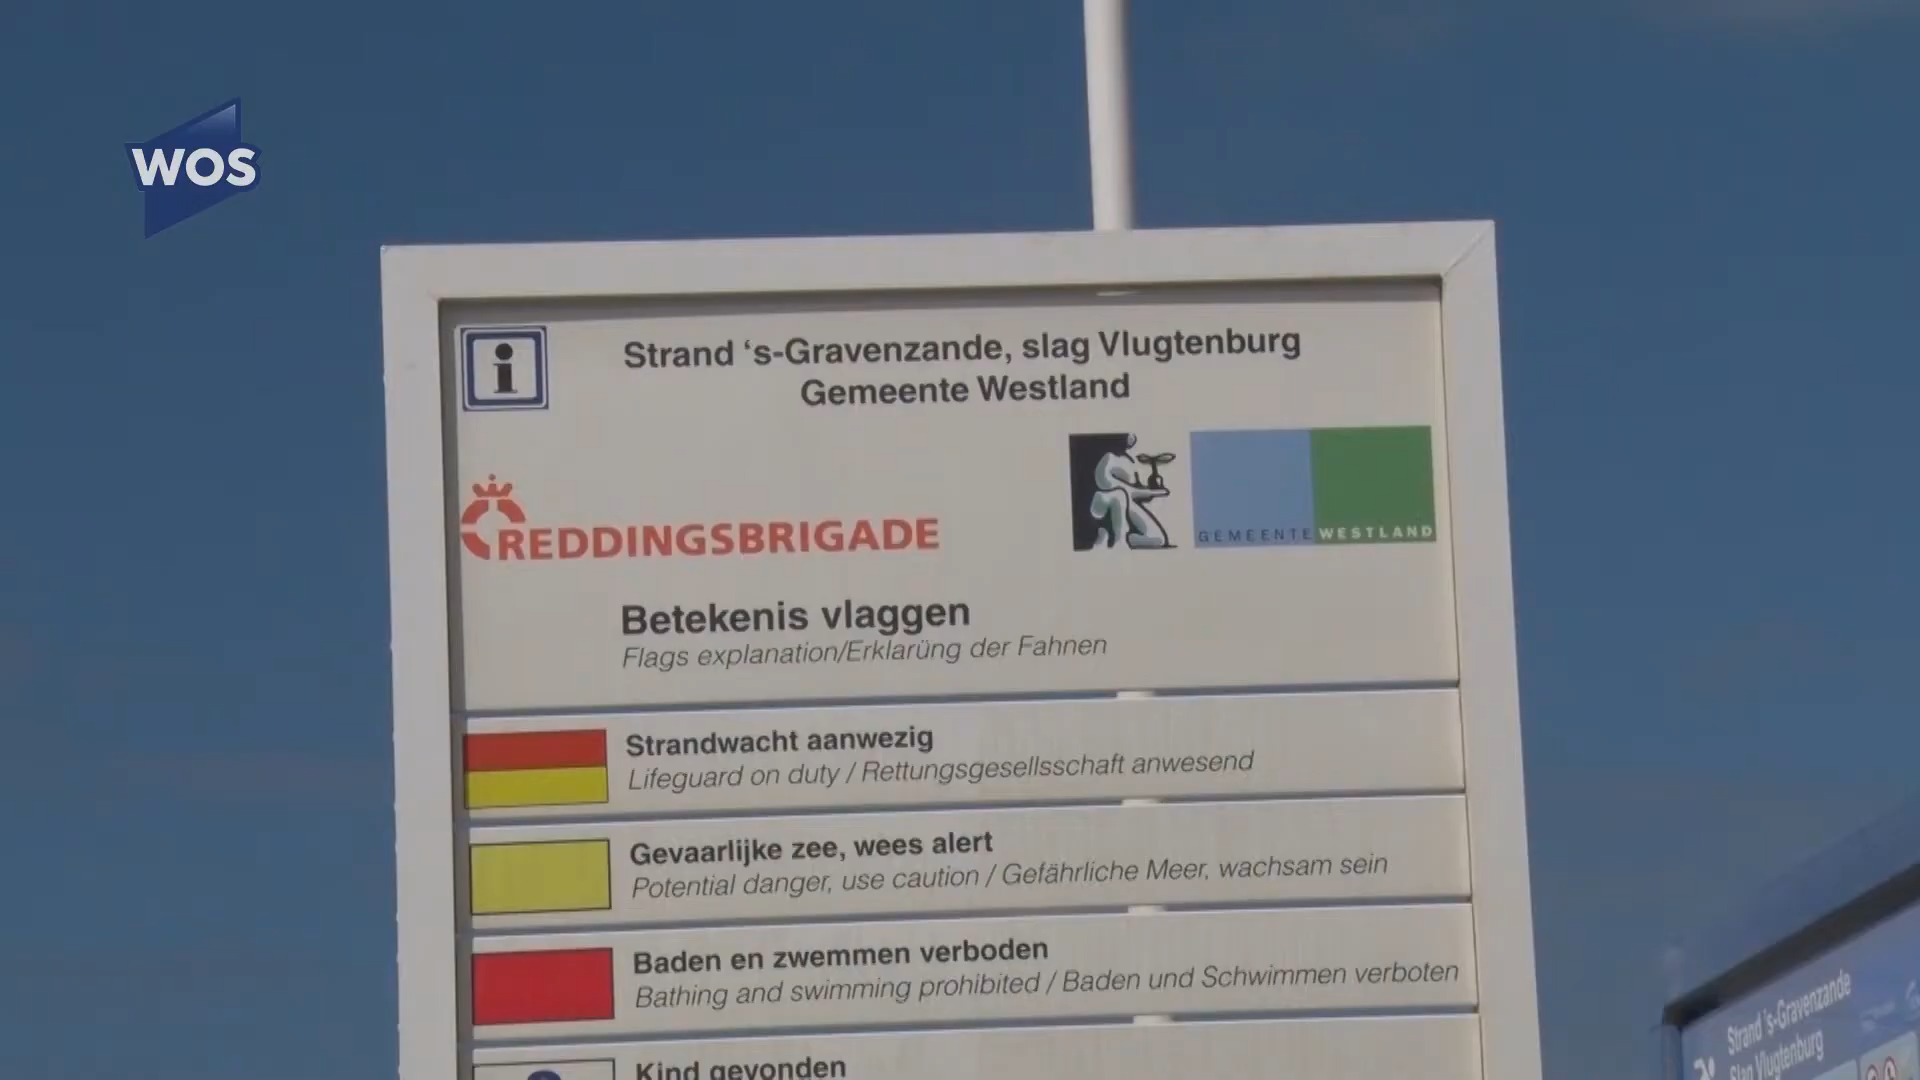 WOS
i
Strand ‘s-Gravenzande, slag Vlugtenburg
Gemeente Westland
REDDINGSBRIGADE
GEMEENTE WESTLAND
Betekenis vlaggen
Flags explanation/Erklarüng der Fahnen
Strandwacht aanwezig
Lifeguard on duty / Rettungsgesellsschaft anwesend
Gevaarlijke zee, wees alert
Potential danger, use caution / Gefährliche Meer, wachsam sein
Baden en zwemmen verboden
Bathing and swimming prohibited / Baden und Schwimmen verboten
Kind gevonden
Strand 's-Gravenzande
Slag Vlugtenburg